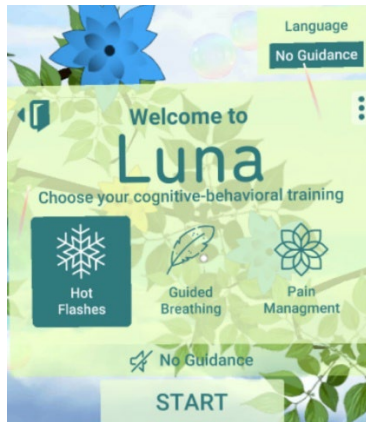 Language
No Guidance
Welcome to
Luna
Choose your cognitive-behavioral training
Hot
Flashes
Guided
Breathing
Pain
Managment
No Guidance
START